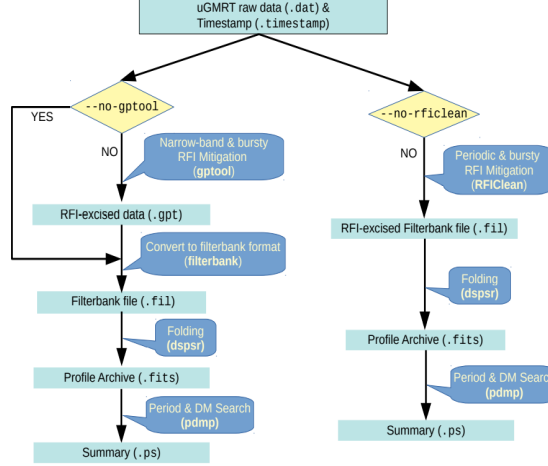 uGMRT raw data (.dat) &
Timestamp (.timestamp)
--no-gptool
YES
NO
Narrow-band & bursty
RFI Mitigation
(gptool)
RFI-excised data (.gpt)
Convert to filterbank format
(filterbank)
Filterbank file (.fil)
Folding
(dspsr)
Profile Archive (.fits)
Period & DM Search
(pdmp)
Summary (.ps)
--no-rficlean
NO
Periodic & bursty
RFI Mitigation
(RFIClean)
RFI-excised Filterbank file (.fil)
Folding
(dspsr)
Profile Archive (.fits)
Period & DM Search
(pdmp)
Summary (.ps)